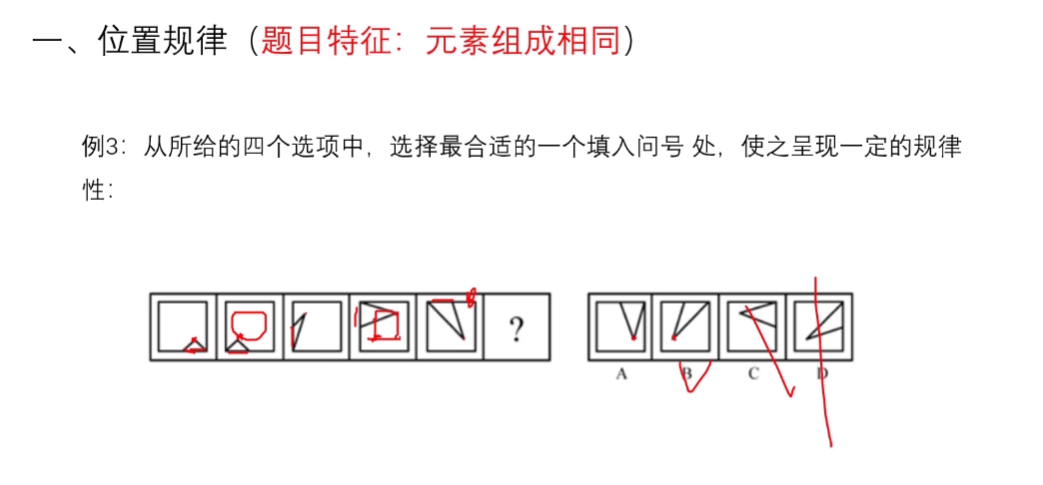 一、位置规律（题目特征：元素组成相同）
例3：从所给的四个选项中，选择最合适的一个填入问号 处，使之呈现一定的规律
性：
?
A B C D